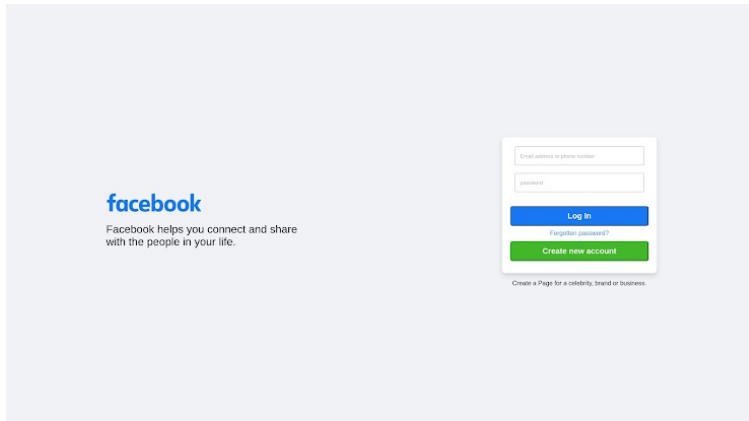 facebook
Facebook helps you connect and share
with the people in your life.
Email address or phone number
password
Log In
Forgotten password?
Create new account
Create a Page for a celebrity, brand or business.